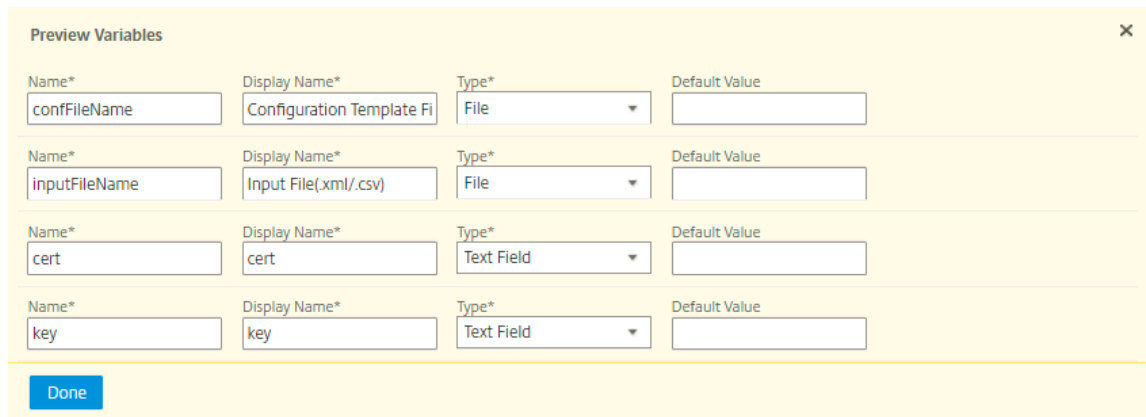 Preview Variables ×
Name* Display Name* Type* Default Value
confFileName Configuration Template Fi File
Name* Display Name* Type* Default Value
inputFileName Input File(.xml/.csv) File
Name* Display Name* Type* Default Value
cert cert Text Field
Name* Display Name* Type* Default Value
key key Text Field
Done